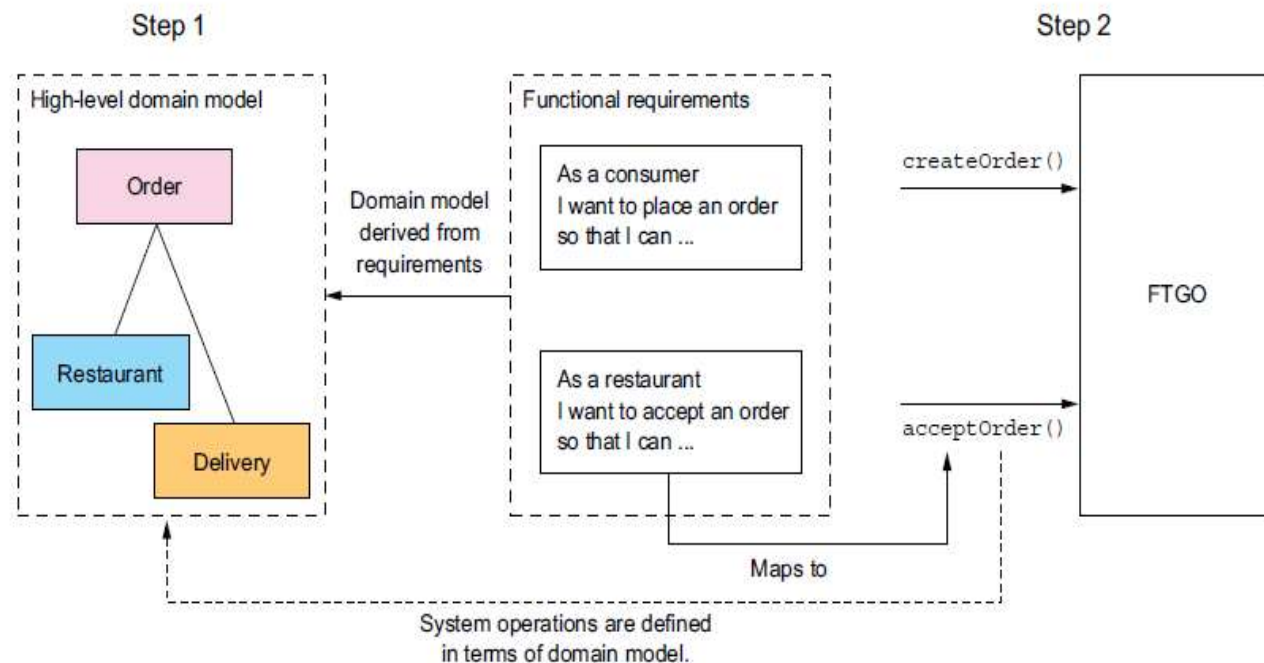 Step 1
Step 2
High-level domain model
Order
Restaurant
Delivery
Domain model
derived from
requirements
Functional requirements
As a consumer
I want to place an order
so that I can ...
As a restaurant
I want to accept an order
so that I can ...
createOrder()
acceptOrder()
FTGO
Maps to
System operations are defined
in terms of domain model.